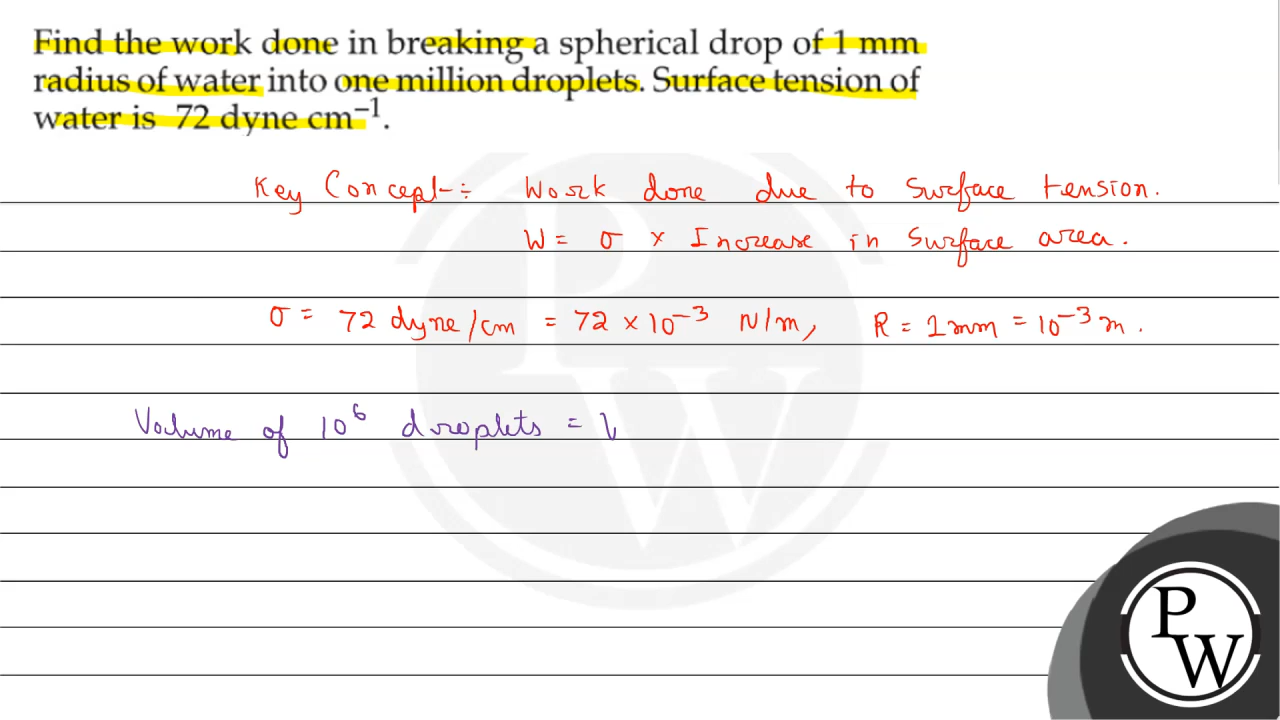 Find the work done in breaking a spherical drop of 1 mm
radius of water into one million droplets. Surface tension of
water is 72 dyne cm⁻¹.
Key Concept ÷ Work done due to surface tension.
W = σ × Increase in surface area.
σ = 72 dyne/cm = 72 × 10⁻³ N/m, R = 1mm = 10⁻³ m.
Volume of 10⁶ droplets = V
P
W
P
W